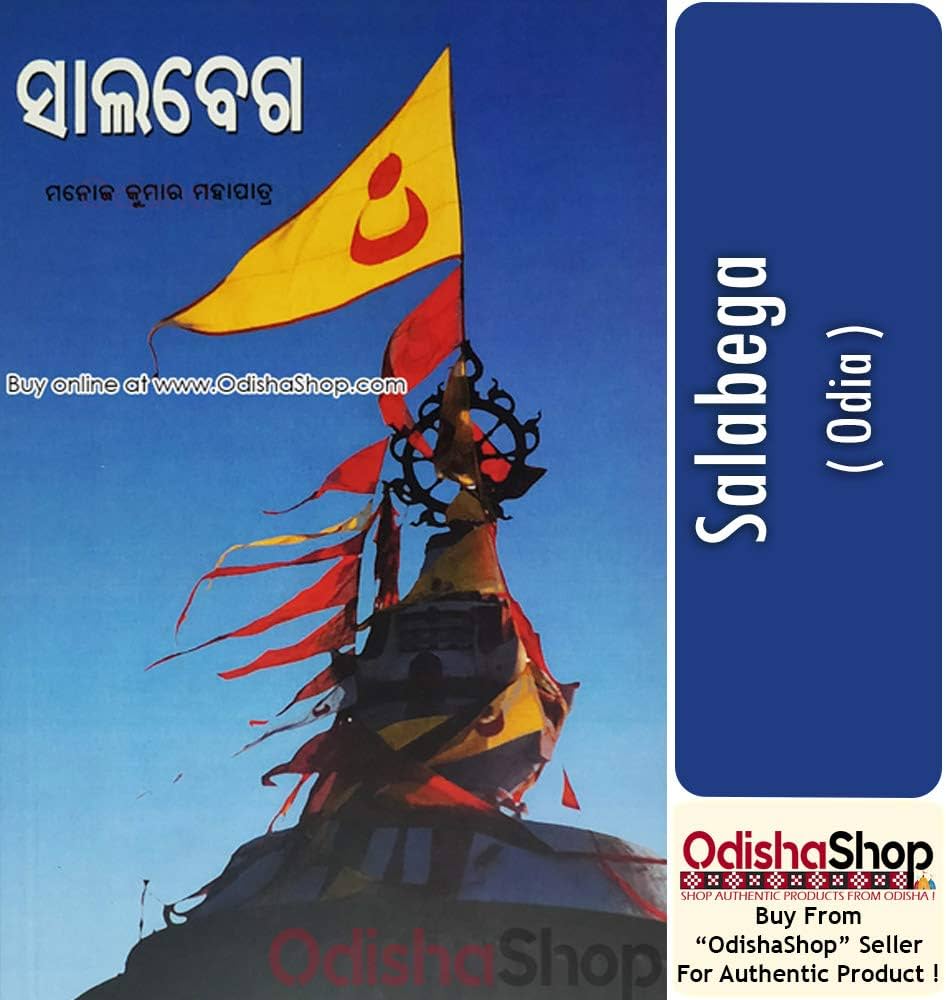 ସାଲବେଗ
ମନୋଜ କୁମାର ମହାପାତ୍ର
Buy online at www.OdishaShop.com
OdishaShop
Salabega
( Odia )
OdishaShop
SHOP AUTHENTIC PRODUCTS FROM ODISHA !
Buy From
“OdishaShop” Seller
For Authentic Product !